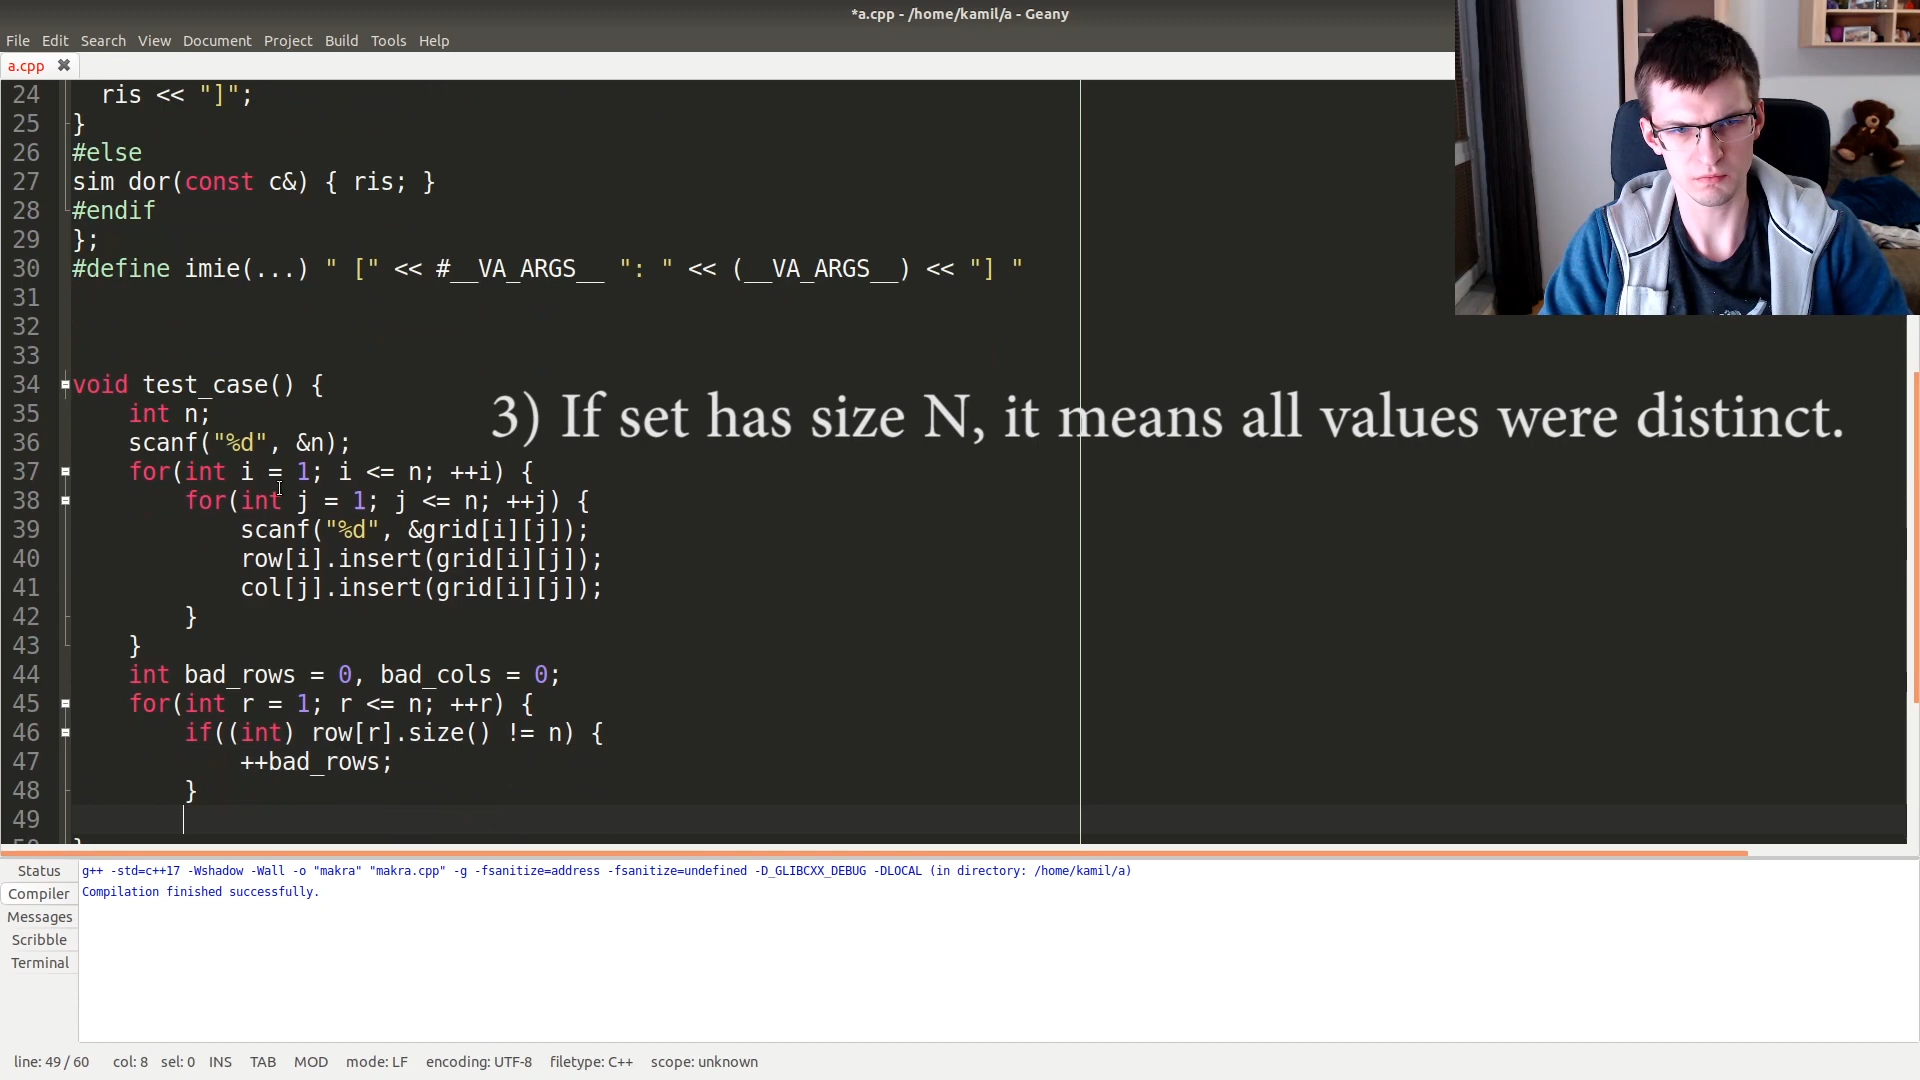 *a.cpp - /home/kamil/a - Geany
File Edit Search View Document Project Build Tools Help
a.cpp
24 ris << "]";
25 }
26 #else
27 sim dor(const c&) { ris; }
28 #endif
29 };
30 #define imie(...) " [" << #__VA_ARGS__ ": " << (__VA_ARGS__) << "] "
31
32
33
34 void test_case() {
35 int n;
3) If set has size N, it means all values were distinct.
36 scanf("%d", &n);
37 for(int i = 1; i <= n; ++i) {
38 for(int j = 1; j <= n; ++j) {
39 scanf("%d", &grid[i][j]);
40 row[i].insert(grid[i][j]);
41 col[j].insert(grid[i][j]);
42 }
43 }
44 int bad_rows = 0, bad_cols = 0;
45 for(int r = 1; r <= n; ++r) {
46 if((int) row[r].size() != n) {
47 ++bad_rows;
48 }
49
Status
Compiler
Messages
Scribble
Terminal
g++ -std=c++17 -Wshadow -Wall -o "makra" "makra.cpp" -g -fsanitize=address -fsanitize=undefined -D_GLIBCXX_DEBUG -DLOCAL (in directory: /home/kamil/a)
Compilation finished successfully.
line: 49 / 60 col: 8 sel: 0 INS TAB MOD mode: LF encoding: UTF-8 filetype: C++ scope: unknown